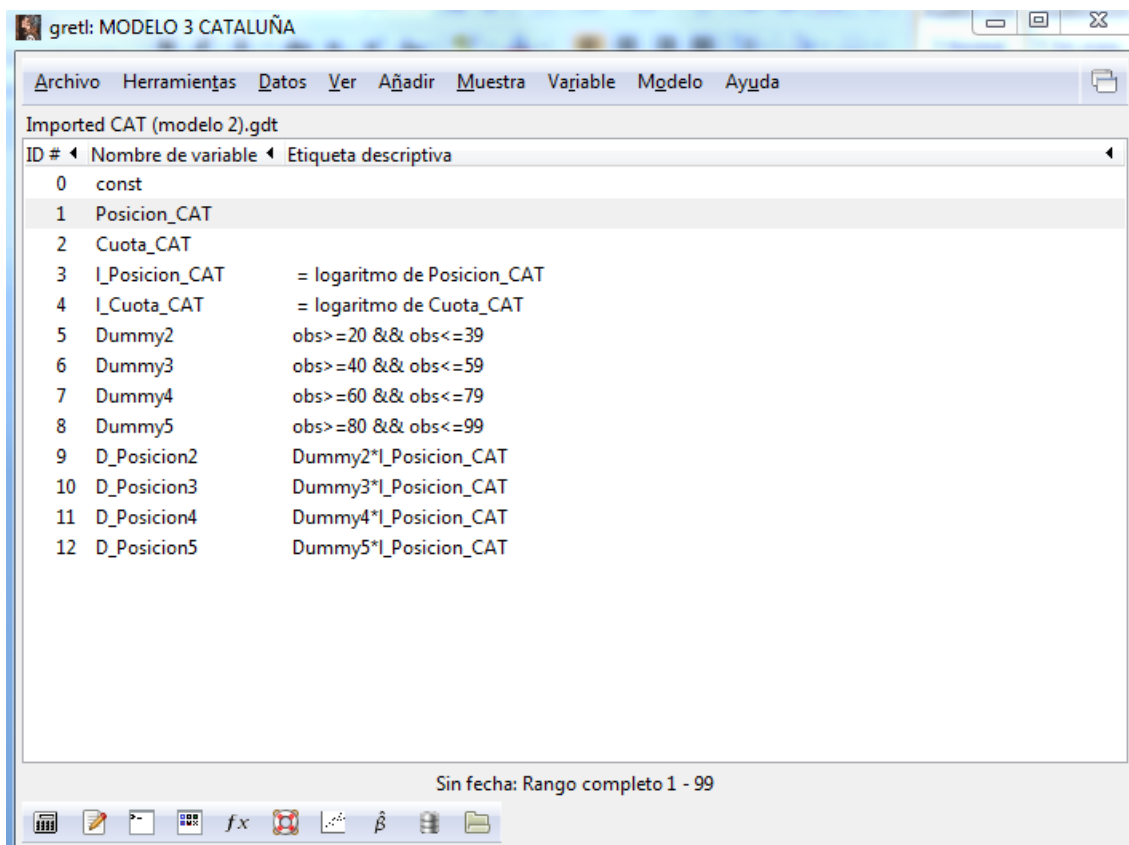 gretl: MODELO 3 CATALUÑA
Archivo Herramientas Datos Ver Añadir Muestra Variable Modelo Ayuda
Imported CAT (modelo 2).gdt
ID # Nombre de variable Etiqueta descriptiva
0 const
1 Posicion_CAT
2 Cuota_CAT
3 l_Posicion_CAT = logaritmo de Posicion_CAT
4 l_Cuota_CAT = logaritmo de Cuota_CAT
5 Dummy2 obs>=20 && obs<=39
6 Dummy3 obs>=40 && obs<=59
7 Dummy4 obs>=60 && obs<=79
8 Dummy5 obs>=80 && obs<=99
9 D_Posicion2 Dummy2*l_Posicion_CAT
10 D_Posicion3 Dummy3*l_Posicion_CAT
11 D_Posicion4 Dummy4*l_Posicion_CAT
12 D_Posicion5 Dummy5*l_Posicion_CAT
Sin fecha: Rango completo 1 - 99
fx β̂